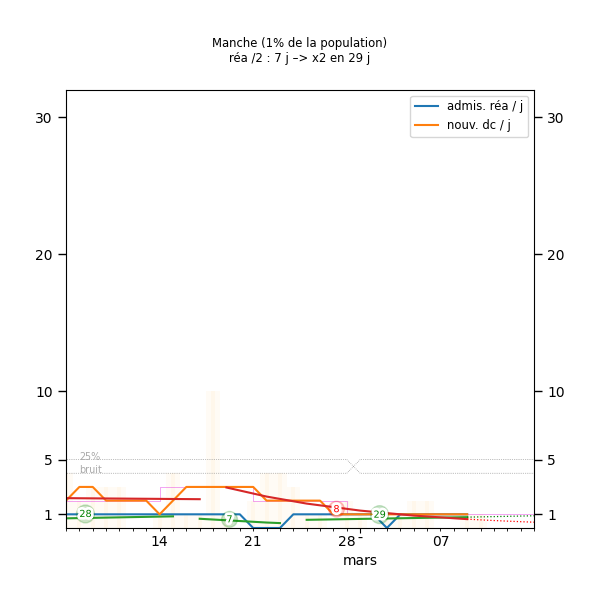 Manche (1% de la population)
réa /2 : 7 j –> x2 en 29 j
admis. réa / j
nouv. dc / j
30 30
20 20
10 10
25%
5 5
bruit
8
28 7 29
1 1
14 21 28 07
mars